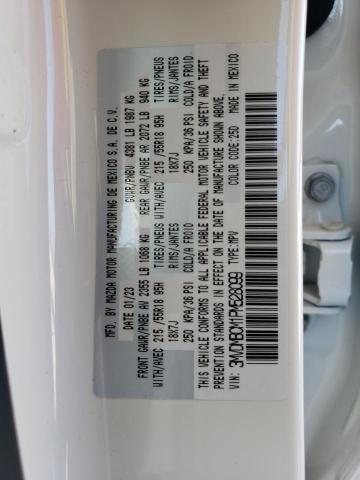 MFD. BY MAZDA MOTOR MANUFACTURING DE MEXICO S.A. DE C.V.
DATE: 01/23 GVWR/PNBV 4381 LB 1987 KG
FRONT GAWR/PNBE AV 2355 LB 1068 KG REAR GAWR/PNBE AR 2072 LB 940 KG
WITH/AVEC 215 /55R18 95H TIRES/PNEUS WITH/AVEC 215 /55R18 95H TIRES/PNEUS
18X7J RIMS/JANTES 18X7J RIMS/JANTES
250 KPA/36 PSI COLD/A FROID 250 KPA/36 PSI COLD/A FROID
THIS VEHICLE CONFORMS TO ALL APPLICABLE FEDERAL MOTOR VEHICLE SAFETY AND THEFT
PREVENTION STANDARDS IN EFFECT ON THE DATE OF MANUFACTURE SHOWN ABOVE.
VIN: TYPE:MPV COLOR CODE:25D MADE IN MEXICO